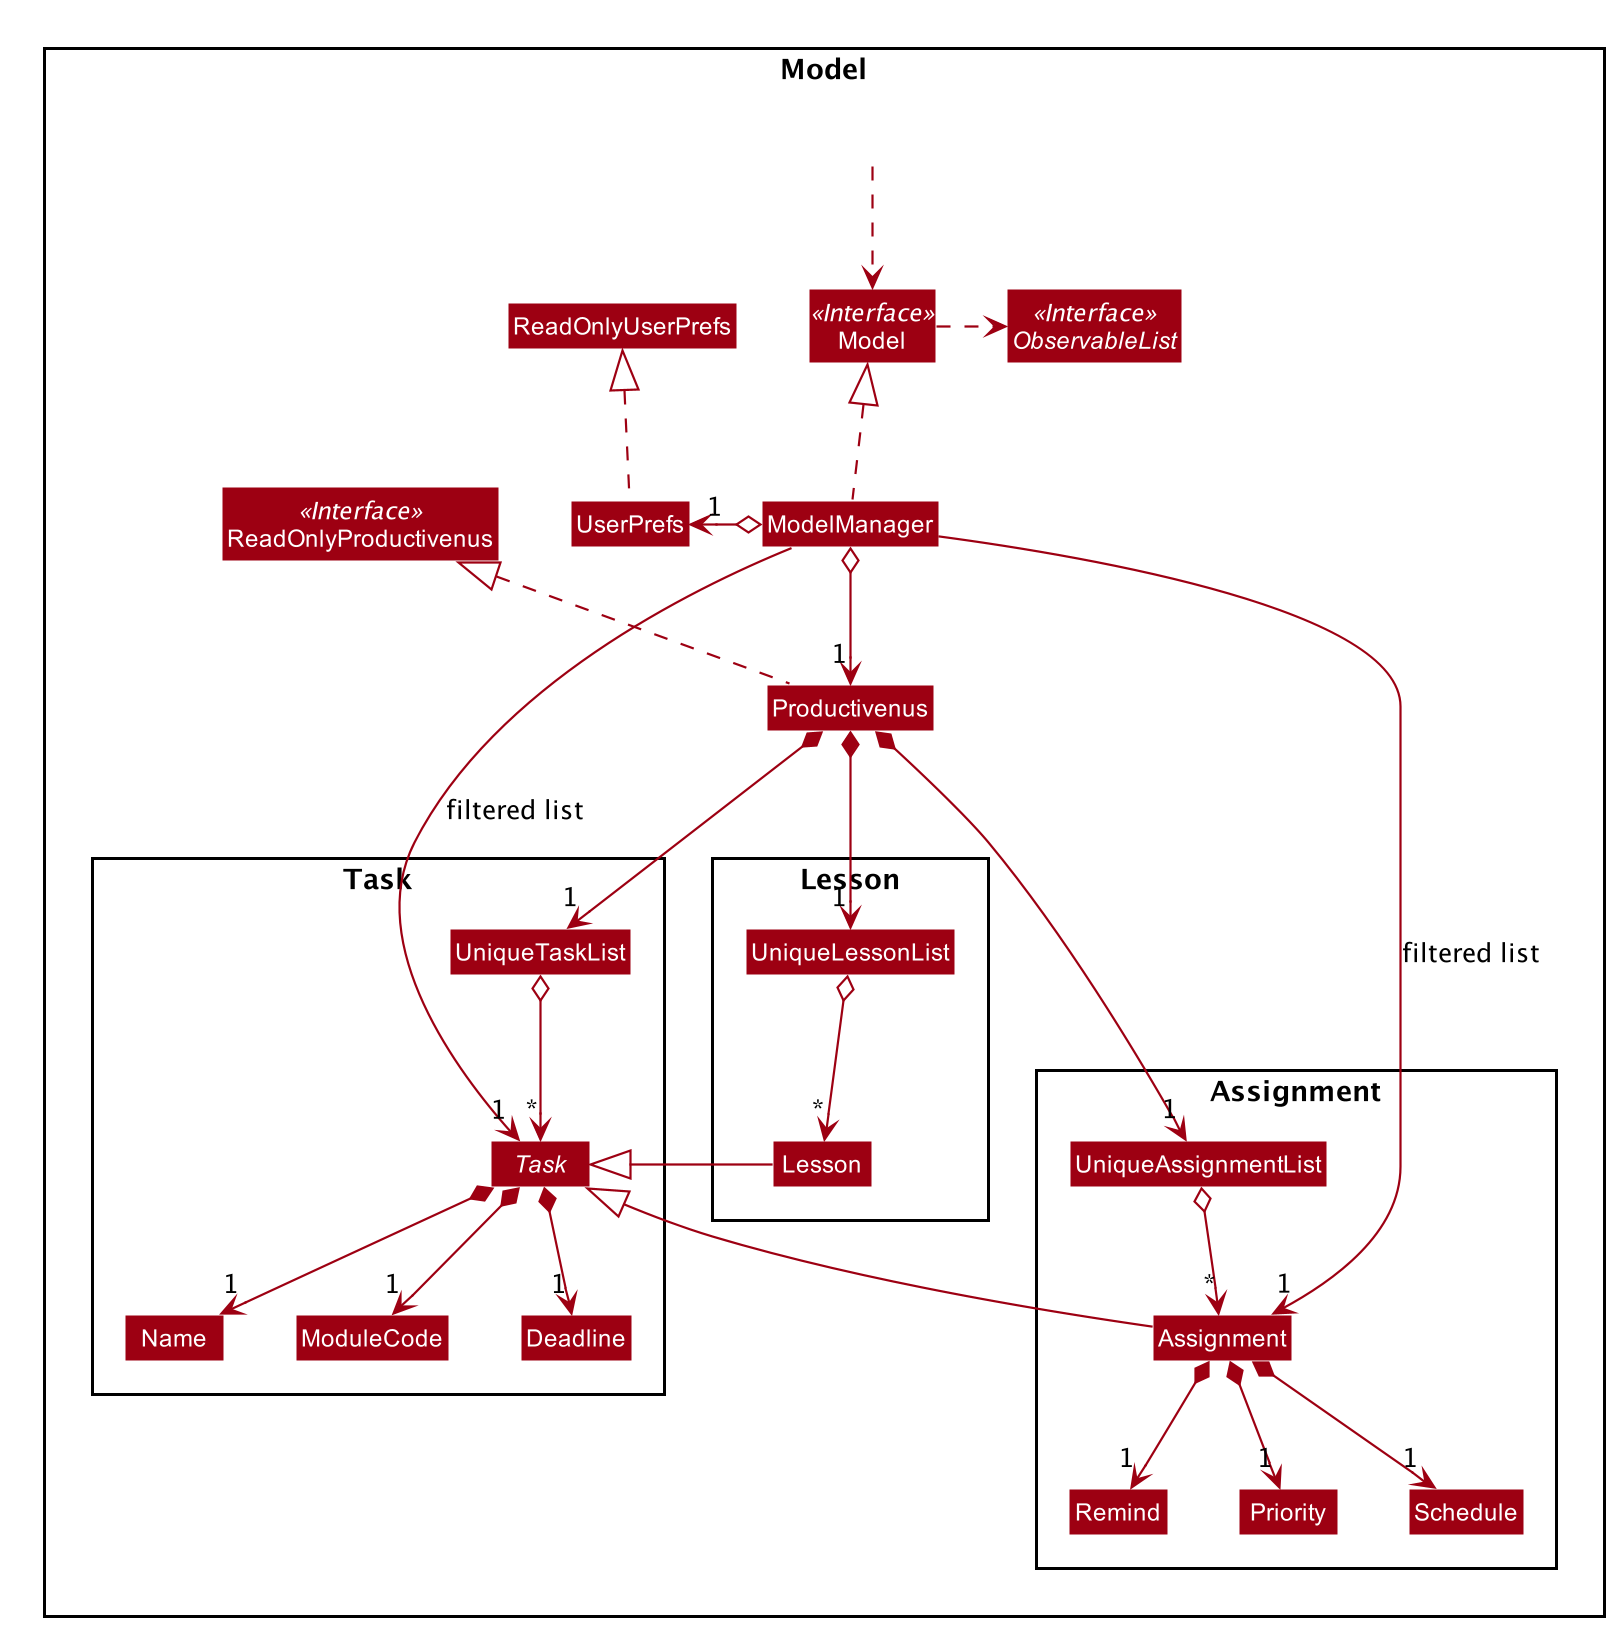 Model
«Interface»
Model
«Interface»
ObservableList
ReadOnlyUserPrefs
«Interface»
ReadOnlyProductivenus
UserPrefs
1
ModelManager
1
Productivenus
filtered list
filtered list
Task
1
UniqueTaskList
1
*
Task
1
1
1
Name
ModuleCode
Deadline
Lesson
1
UniqueLessonList
*
Lesson
Assignment
1
UniqueAssignmentList
*
1
Assignment
1
1
1
Remind
Priority
Schedule